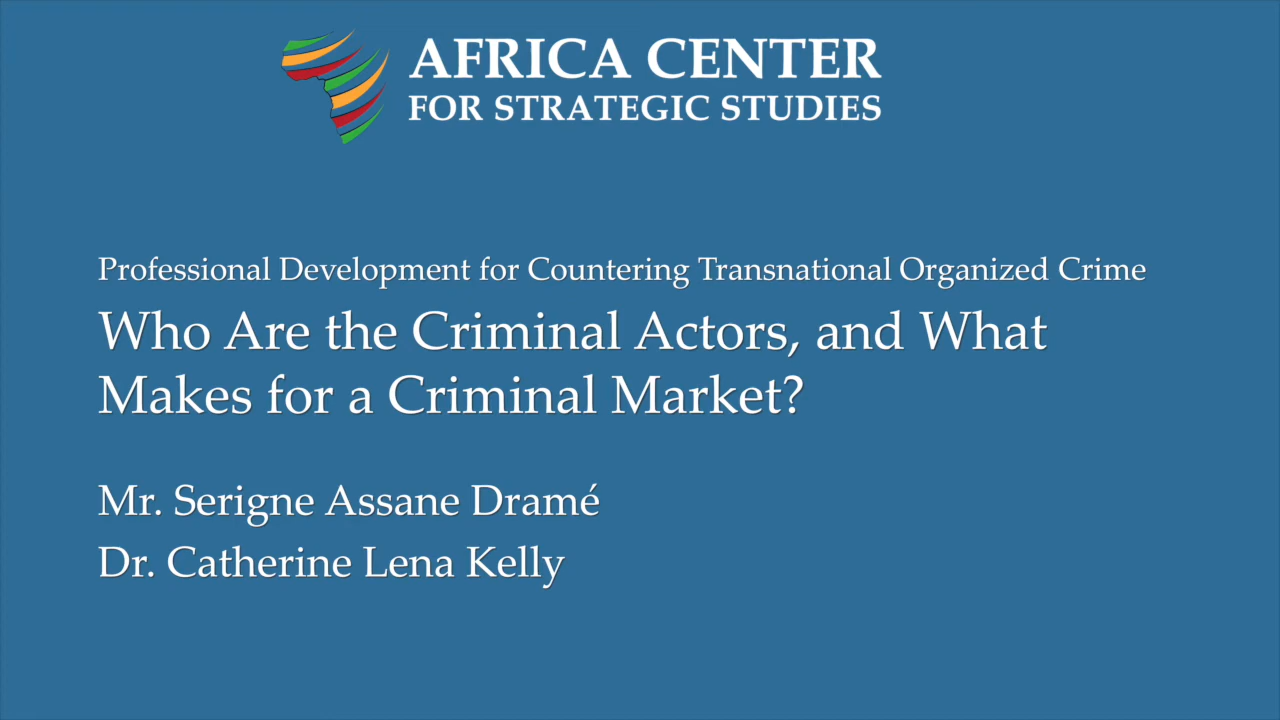 AFRICA CENTER
FOR STRATEGIC STUDIES
Professional Development for Countering Transnational Organized Crime
Who Are the Criminal Actors, and What
Makes for a Criminal Market?
Mr. Serigne Assane Dramé
Dr. Catherine Lena Kelly